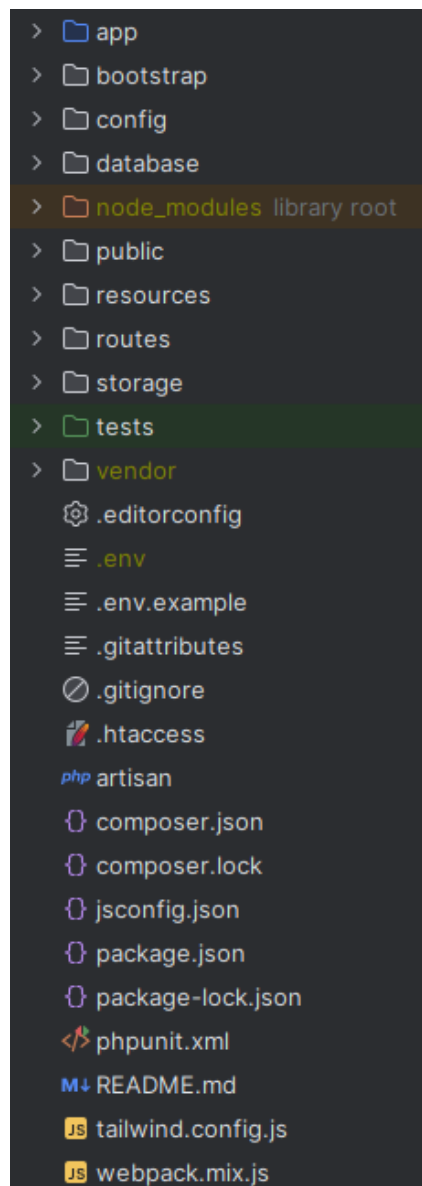 app
bootstrap
config
database
node_modules library root
public
resources
routes
storage
tests
vendor
.editorconfig
.env
.env.example
.gitattributes
.gitignore
.htaccess
php artisan
{} composer.json
{} composer.lock
{} jsconfig.json
{} package.json
{} package-lock.json
</> phpunit.xml
M↓ README.md
JS tailwind.config.js
JS webpack.mix.js